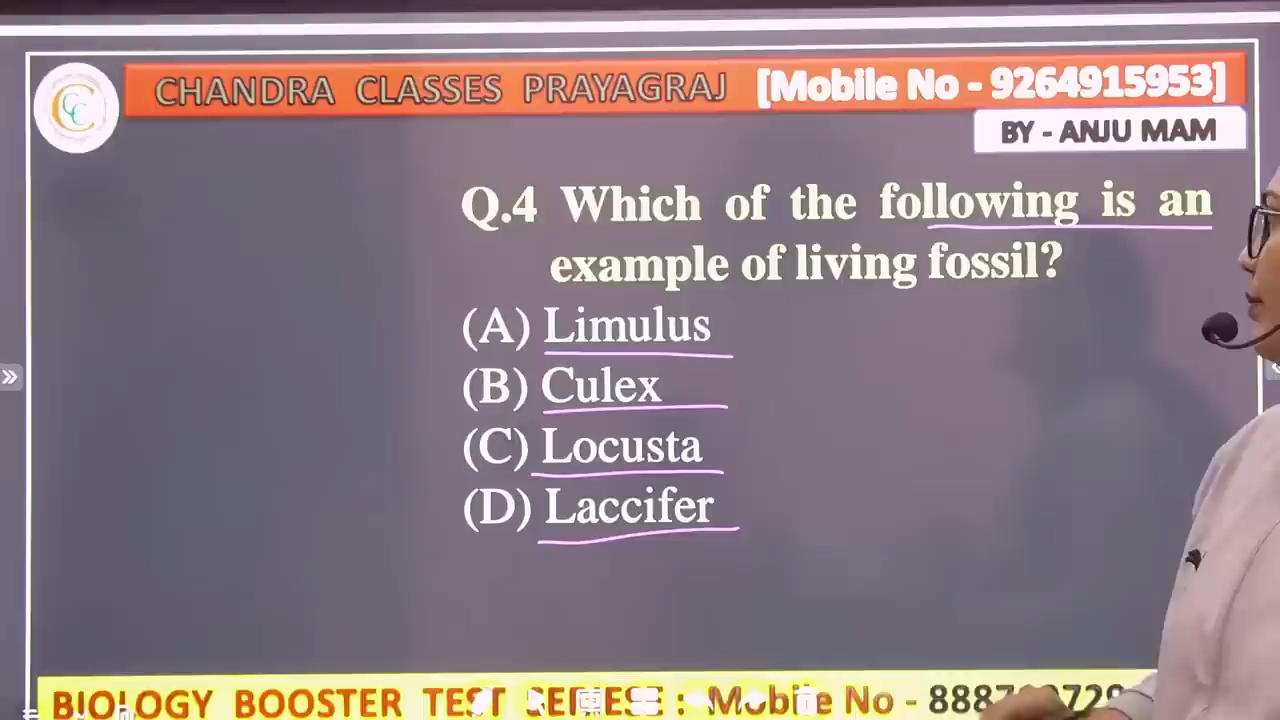 CHANDRA CLASSES PRAYAGRAJ [Mobile No - 9264915953]
BY - ANJU MAM
Q.4 Which of the following is an
example of living fossil?
(A) Limulus
(B) Culex
(C) Locusta
(D) Laccifer
BIOLOGY BOOSTER TEST : Mobile No -